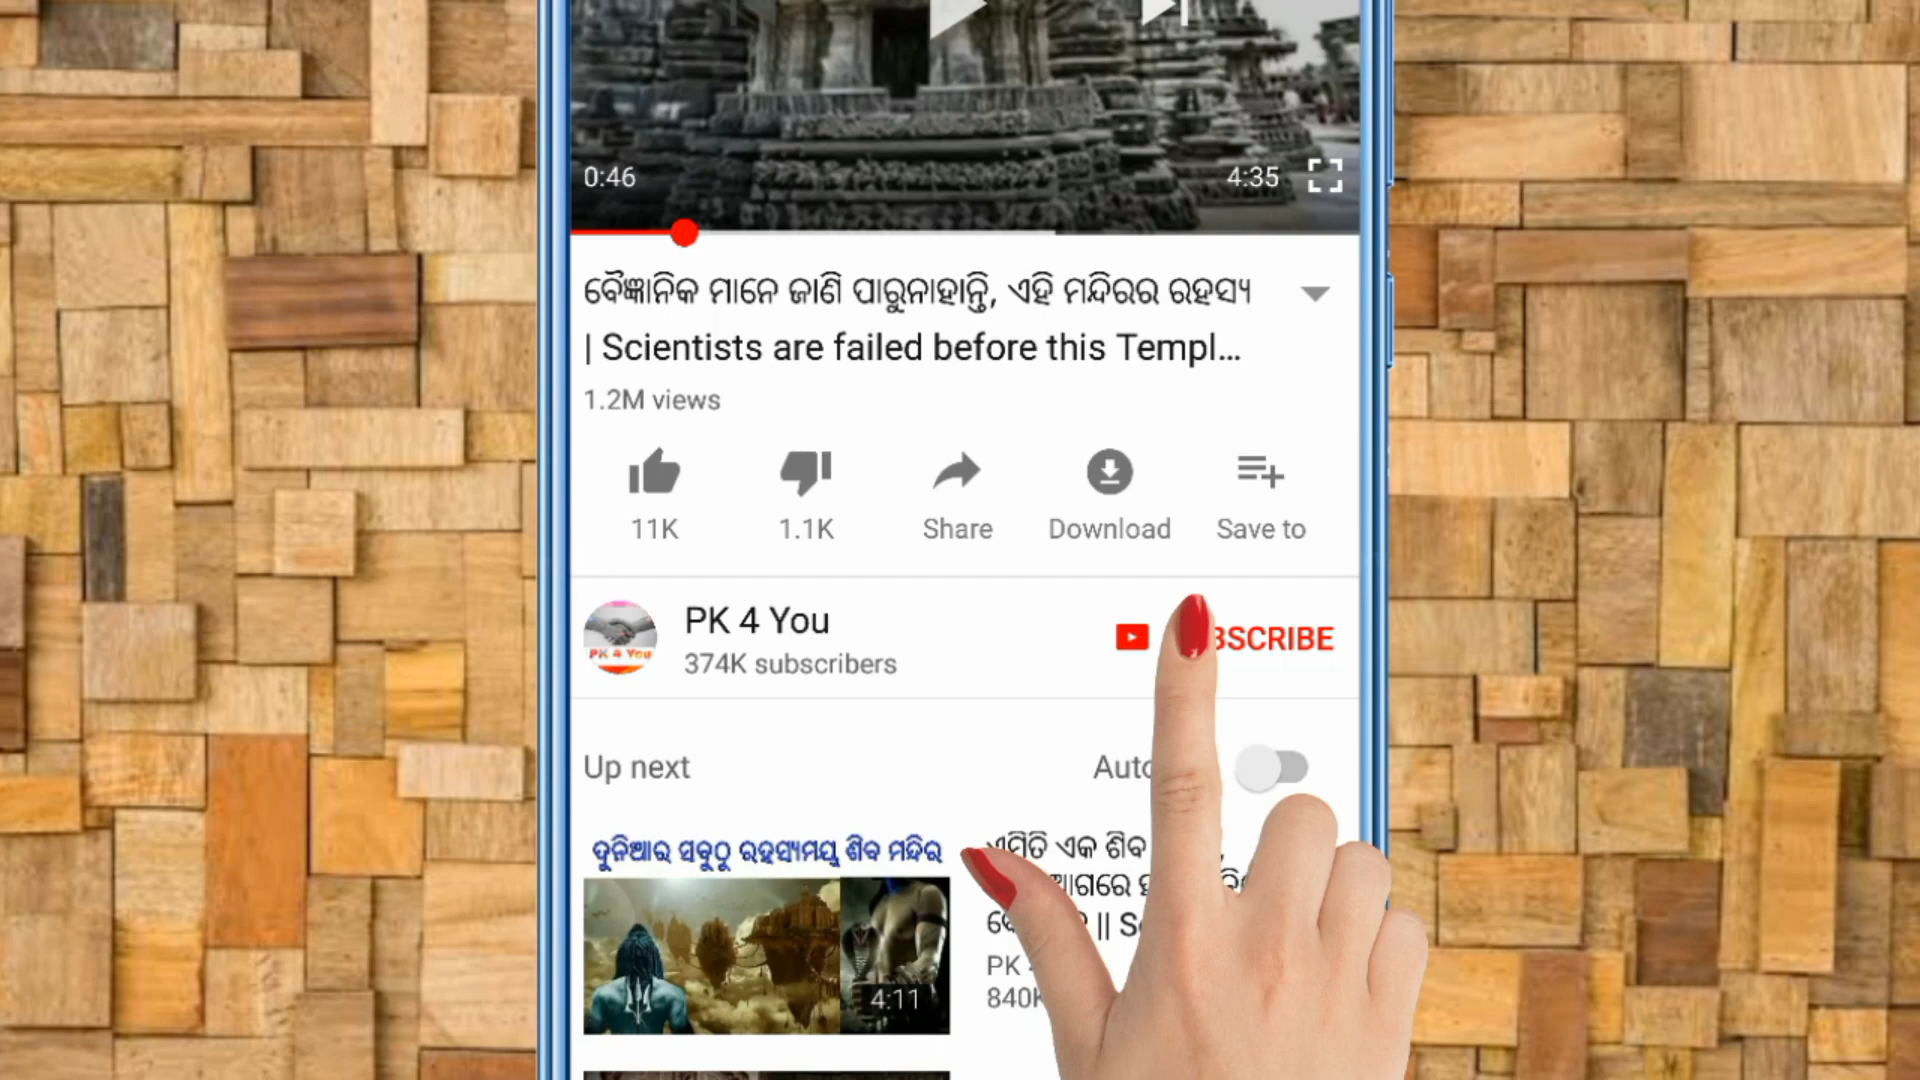 0:46
4:35
ବୈଜ୍ଞାନିକ ମାନେ ଜାଣି ପାରୁନାହାନ୍ତି, ଏହି ମନ୍ଦିରର ରହସ୍ୟ
| Scientists are failed before this Templ...
1.2M views
11K
1.1K
Share
Download
Save to
PK 4 You
PK 4 You
374K subscribers
BSCRIBE
Up next
Auto
ଦୁନିଆର ସବୁଠୁ ରହସ୍ୟମୟ ଶିବ ମନ୍ଦିର
4:11
ଏମିତି ଏକ ଶିବ
ଆଗରେ
|| S
PK
840K